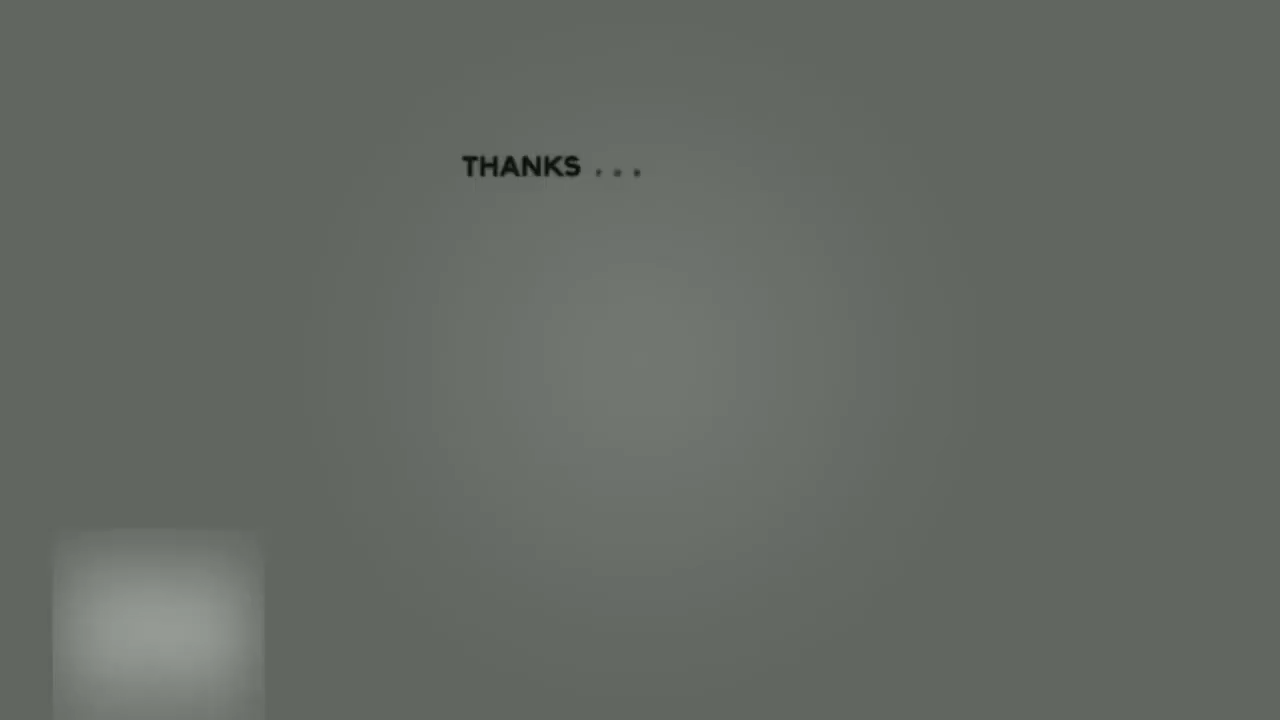 THANKS . . .